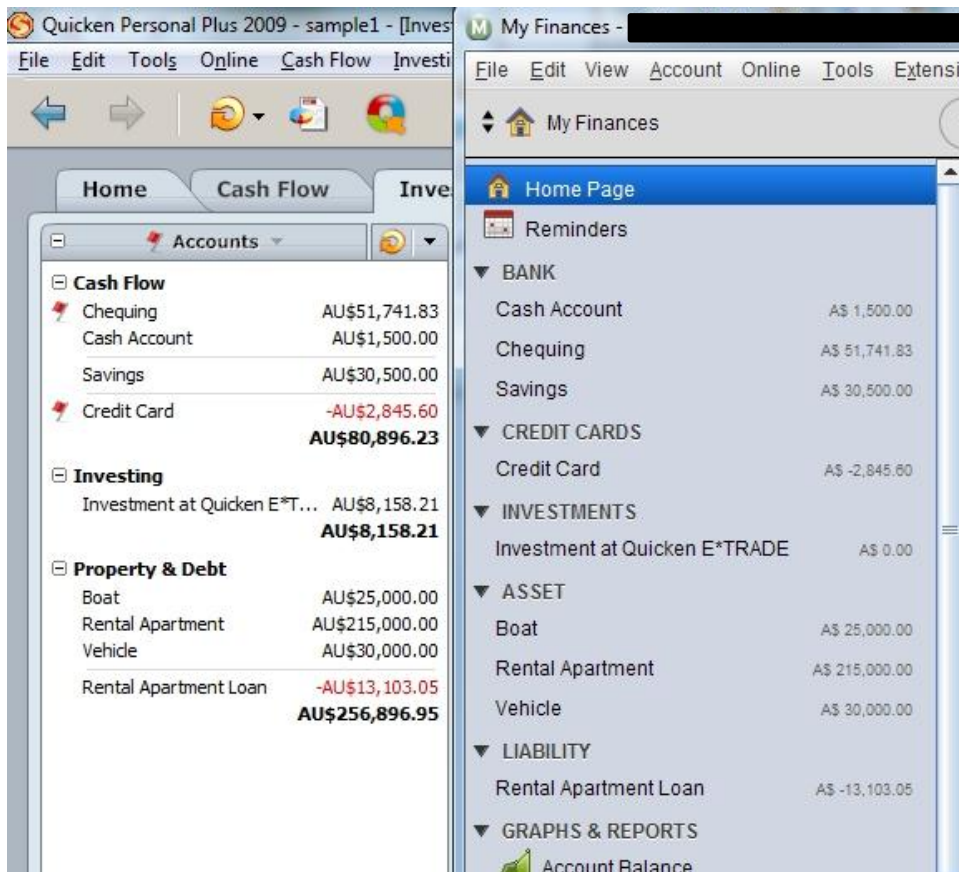 Quicken Personal Plus 2009 - sample1 - [Inves
File Edit Tools Online Cash Flow Investi
Home Cash Flow Inve
Accounts
Cash Flow
Chequing AU$51,741.83
Cash Account AU$1,500.00
Savings AU$30,500.00
Credit Card -AU$2,845.60
AU$80,896.23
Investing
Investment at Quicken E*T... AU$8,158.21
AU$8,158.21
Property & Debt
Boat AU$25,000.00
Rental Apartment AU$215,000.00
Vehicle AU$30,000.00
Rental Apartment Loan -AU$13,103.05
AU$256,896.95
M My Finances -
File Edit View Account Online Tools Extensi
My Finances
Home Page
Reminders
BANK
Cash Account A$ 1,500.00
Chequing A$ 51,741.83
Savings A$ 30,500.00
CREDIT CARDS
Credit Card A$ -2,845.60
INVESTMENTS
Investment at Quicken E*TRADE A$ 0.00
ASSET
Boat A$ 25,000.00
Rental Apartment A$ 215,000.00
Vehicle A$ 30,000.00
LIABILITY
Rental Apartment Loan A$ -13,103.05
GRAPHS & REPORTS
Account Balance